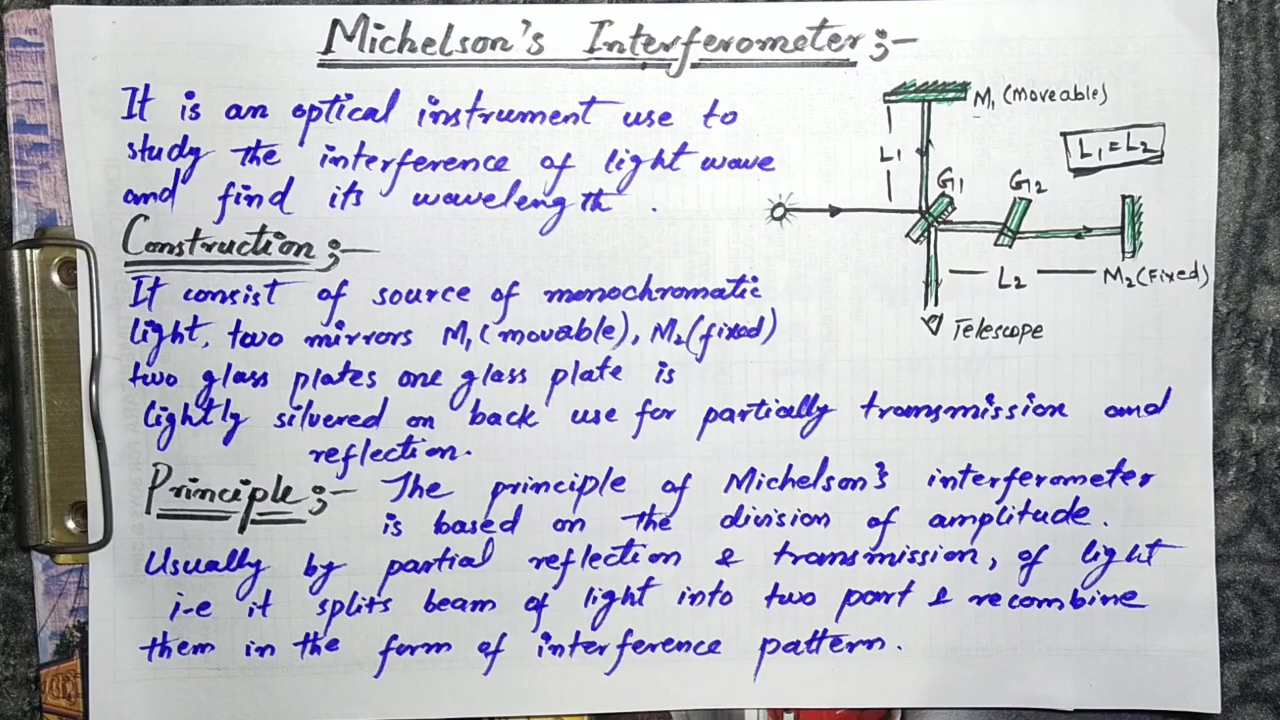 Michelson's Interferometer ;-
It is an optical instrument use to
study the interference of light wave
and find its wavelength .
M₁ (moveable)
L₁ = L₂
L₁
G₁
G₂
L₂
M₂ (Fixed)
Telescope
Construction ;-
It consist of source of monochromatic
light, two mirrors M₁ (movable), M₂ (fixed)
two glass plates one glass plate is
lightly silvered on back use for partially transmission and
reflection.
Principle ;- The principle of Michelson's interferometer
is based on the division of amplitude.
Usually by partial reflection & transmission, of light
i-e it splits beam of light into two part & recombine
them in the form of interference pattern.